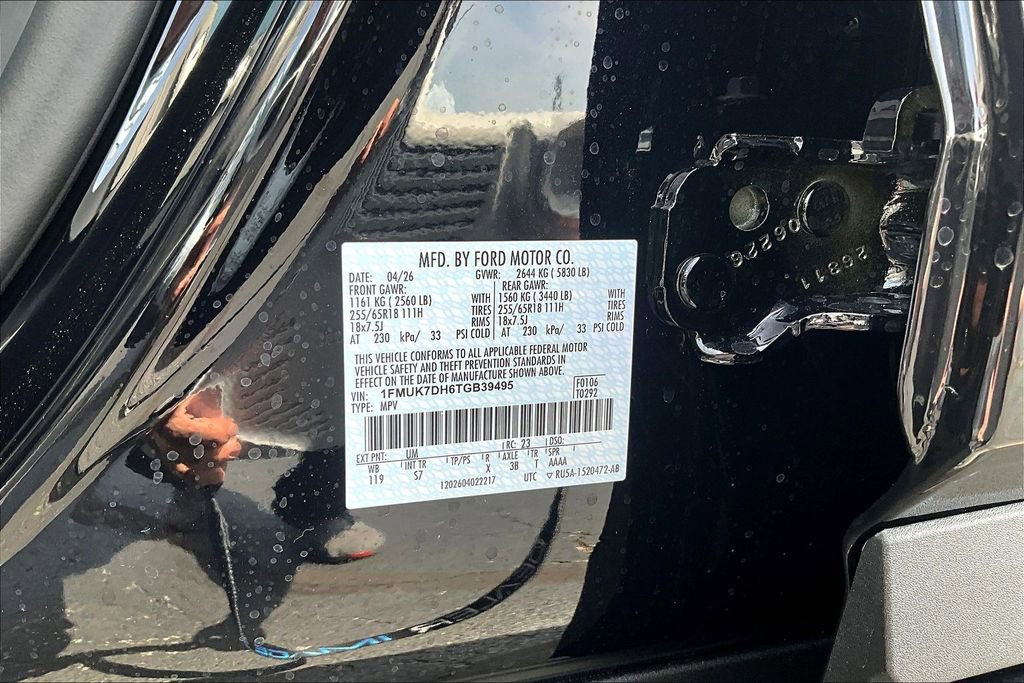 MFD. BY FORD MOTOR CO.
DATE: 04/26 GVWR: 2644 KG ( 5830 LB)
FRONT GAWR: REAR GAWR:
1161 KG ( 2560 LB) WITH 1560 KG ( 3440 LB) WITH
255/65R18 111H TIRES 255/65R18 111H TIRES
18x7.5J RIMS 18x7.5J RIMS
AT 230 kPa/ 33 PSI COLD AT 230 kPa/ 33 PSI COLD
THIS VEHICLE CONFORMS TO ALL APPLICABLE FEDERAL MOTOR
VEHICLE SAFETY AND THEFT PREVENTION STANDARDS IN
EFFECT ON THE DATE OF MANUFACTURE SHOWN ABOVE.
VIN: 1FMUK7DH6TGB39495 F0106
TYPE: MPV T0292
RC: 23 DSO:
EXT PNT: UM
WB INT TR TP/PS R AXLE TR SPR
119 S7 X 3B T AAAA
1202604022217 UTC RU5A-1520472-AB
26811